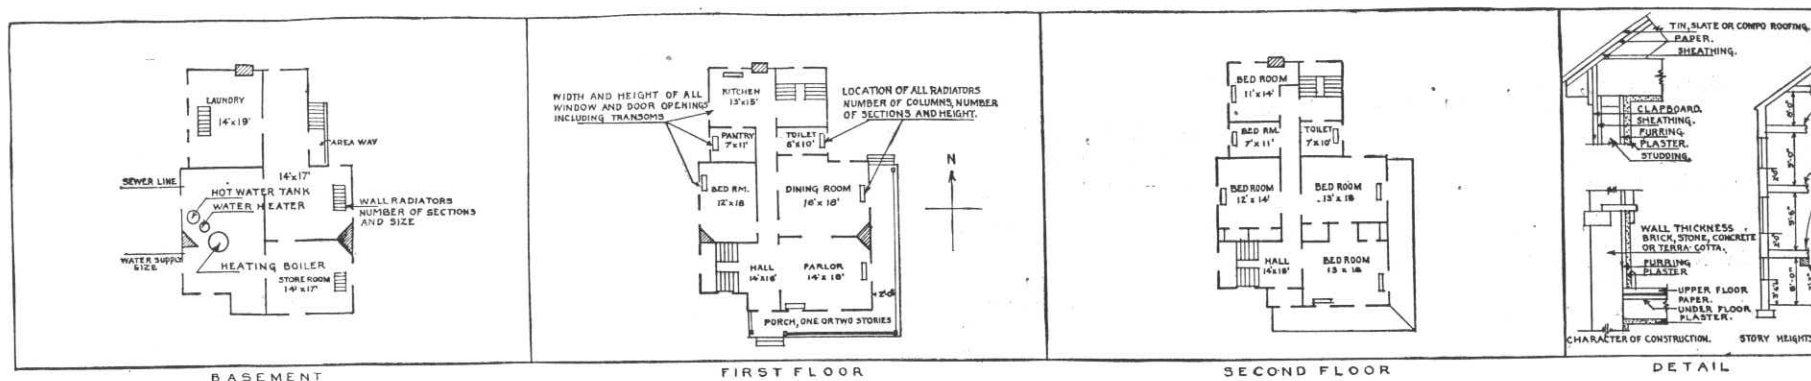 LAUNDRY
14'x19'
AREA WAY
14'x17'
SEWER LINE
HOT WATER TANK
WATER HEATER
WALL RADIATORS
NUMBER OF SECTIONS
AND SIZE
WATER SUPPLY
SIZE
HEATING BOILER
STORE ROOM
14'x17'
BASEMENT
WIDTH AND HEIGHT OF ALL
WINDOW AND DOOR OPENINGS
INCLUDING TRANSOMS
KITCHEN
13'x15'
LOCATION OF ALL RADIATORS
NUMBER OF COLUMNS, NUMBER
OF SECTIONS AND HEIGHT.
PANTRY
7'x11'
TOILET
8'x10'
BED RM.
12'x18
DINING ROOM
16'x18'
N
HALL
14'x18'
PARLOR
14'x18'
2'-0"
PORCH, ONE OR TWO STORIES
FIRST FLOOR
BED ROOM
11'x14'
BED RM.
7'x11'
TOILET
7'x10'
BED ROOM
12'x14'
BED ROOM
13'x18
HALL
14'x18'
BED ROOM
13 x 18
SECOND FLOOR
TIN, SLATE OR COMPO ROOFING.
PAPER.
SHEATHING.
CLAPBOARD.
SHEATHING.
FURRING.
PLASTER.
STUDDING.
WALL THICKNESS
BRICK, STONE, CONCRETE
OR TERRA-COTTA.
FURRING
PLASTER
UPPER FLOOR
PAPER.
UNDER FLOOR
PLASTER.
CHARACTER OF CONSTRUCTION.
STORY HEIGHTS
DETAIL